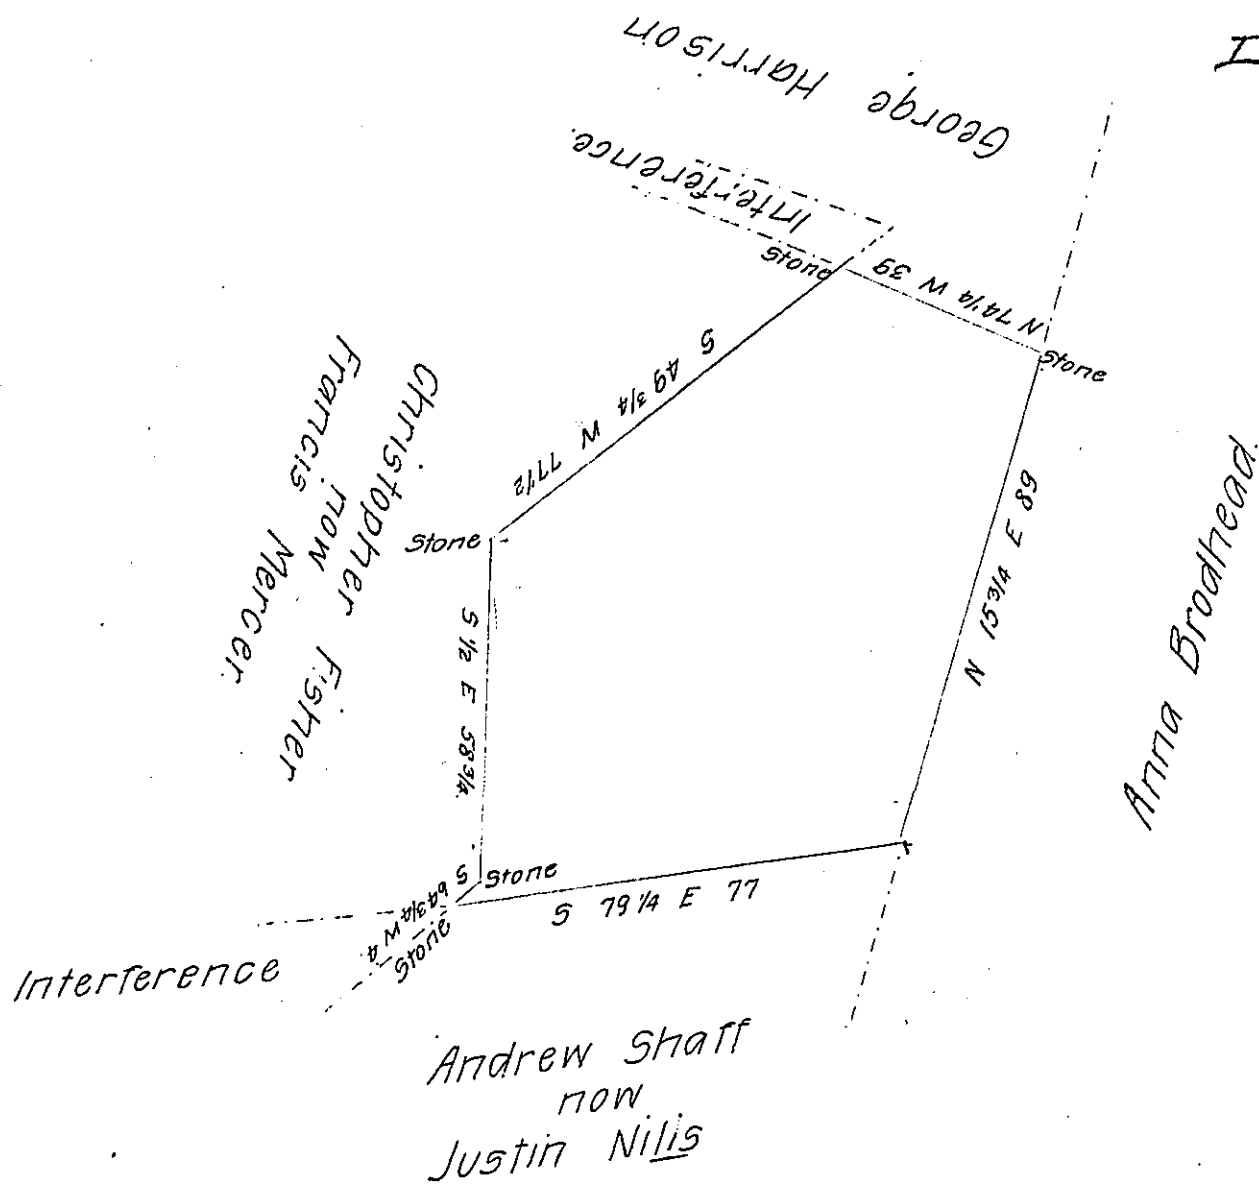 George Harrison
Interference.
Stone
N 74 1/4 W 39
Stone
S 49 3/4 W 77 1/2
Christopher Fisher
now
Francis Mercer.
Stone
S 1/2 E 58 3/4.
N 15 3/4 E 89
Anna Brodhead.
Stone
S 64 3/4 W 4.
Stone
S 79 1/4 E 77
Interference
Andrew Shaff
now
Justin Nilis